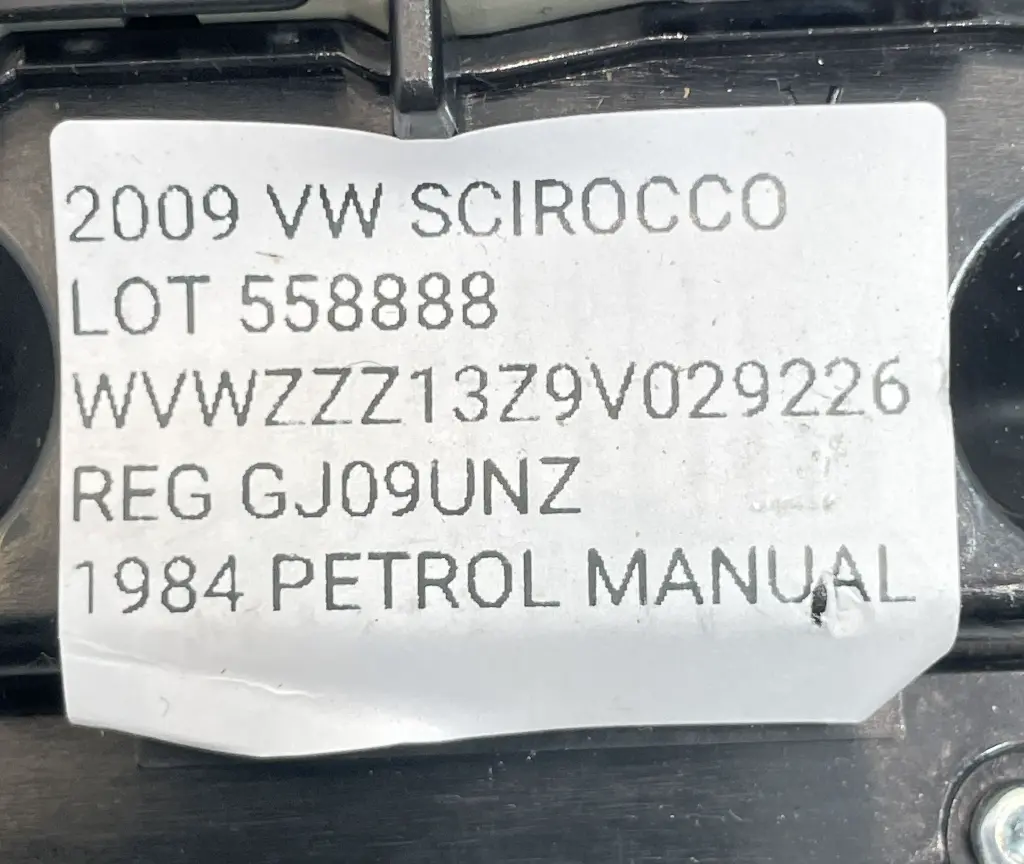 2009 VW SCIROCCO
LOT 558888
WVWZZZ13Z9V029226
REG GJ09UNZ
1984 PETROL MANUAL